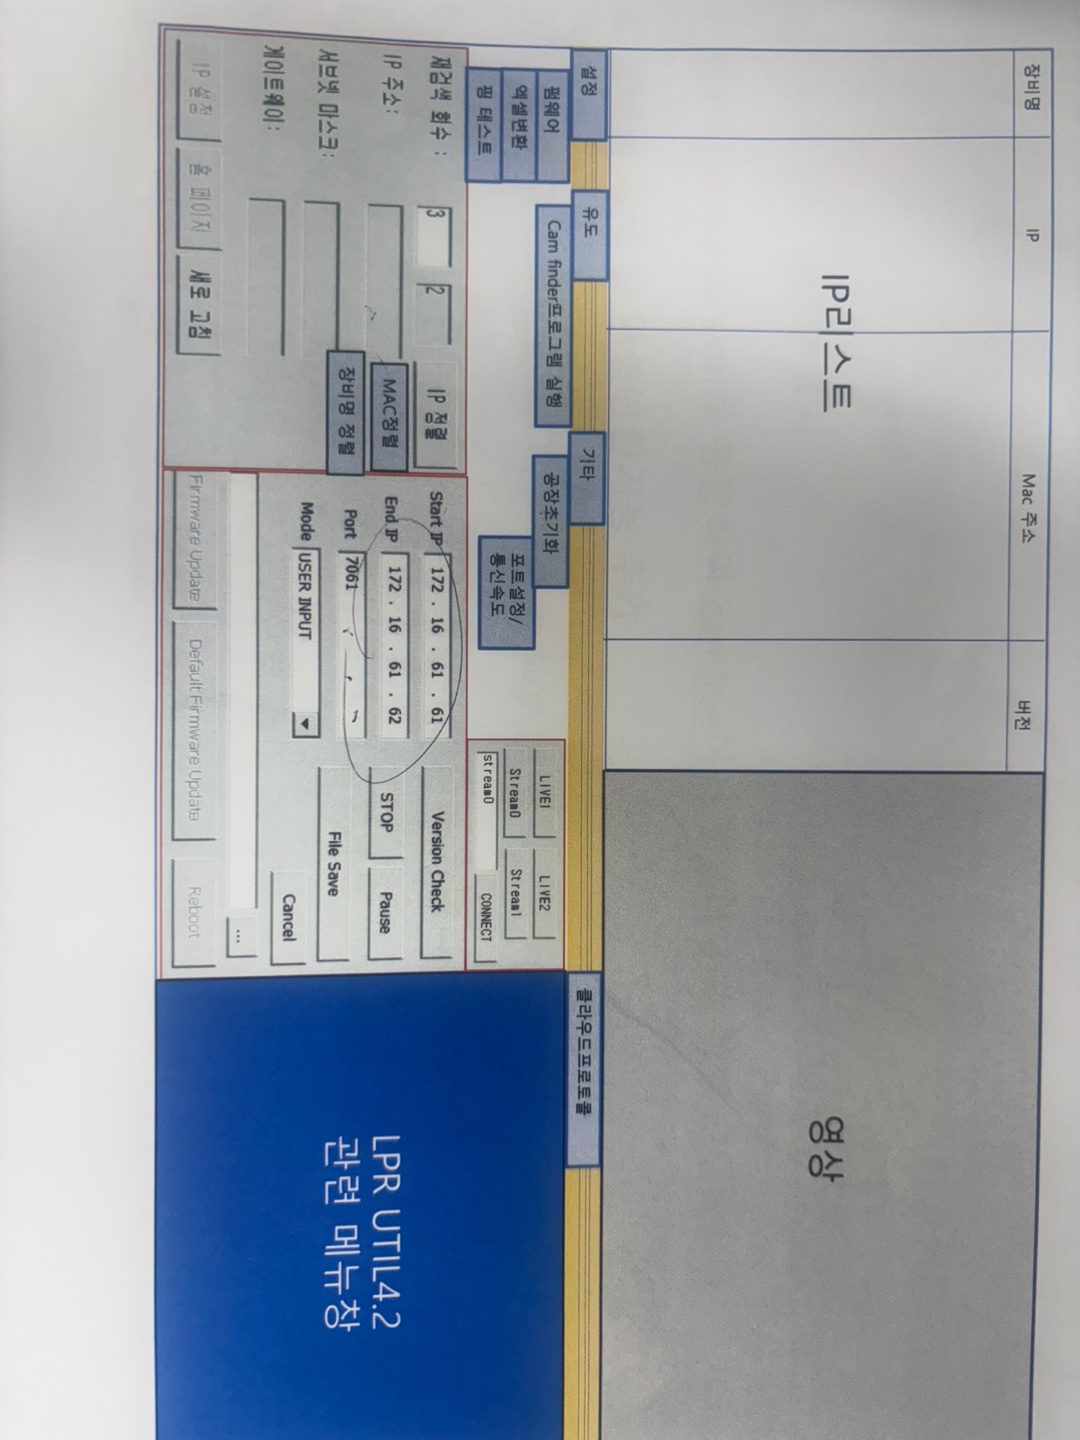 장비명 IP Mac 주소 버전
IP리스트
영상
설정 유도 기타 클라우드프로토콜
펌웨어 Cam finder프로그램 실행 공장초기화
엑셀변환 포트설정/
통신속도
핑 테스트
LIVE1 LIVE2
Stream0 Stream1
stream0 CONNECT
재검색 회수 : 3 2 IP 정렬
IP 주소: MAC정렬
장비명 정렬
서브넷 마스크:
게이트웨이:
IP 설정 홈 페이지 새로 고침
Start IP 172 . 16 . 61 . 61 Version Check
End IP 172 . 16 . 61 . 62 STOP Pause
Port 7061 File Save
Mode USER INPUT Cancel
...
Firmware Update Default Firmware Update Reboot
LPR UTIL4.2
관련 메뉴창